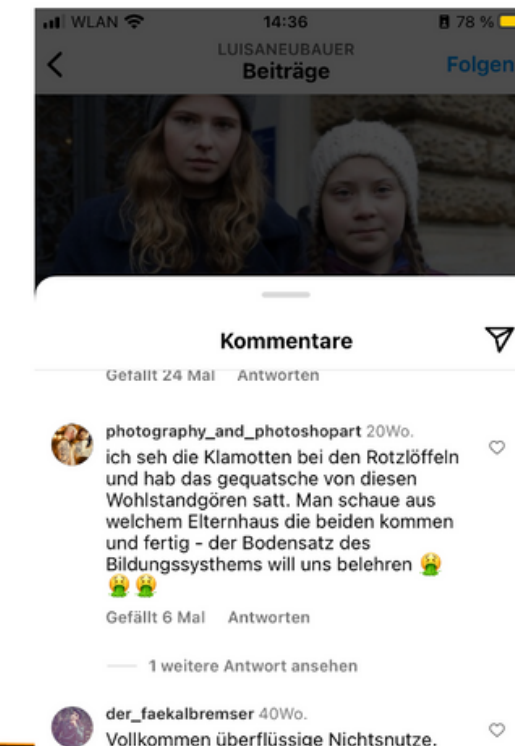 WLAN 14:36 78 %
LUISANEUBAUER
Beiträge
Folgen
Kommentare
Gefällt 24 Mal Antworten
photography_and_photoshopart 20Wo.
ich seh die Klamotten bei den Rotzlöffeln
und hab das gequatsche von diesen
Wohlstandgören satt. Man schaue aus
welchem Elternhaus die beiden kommen
und fertig - der Bodensatz des
Bildungssysthems will uns belehren 🤮
🤮🤮
Gefällt 6 Mal Antworten
1 weitere Antwort ansehen
der_faekalbremser 40Wo.
Vollkommen überflüssige Nichtsnutze.